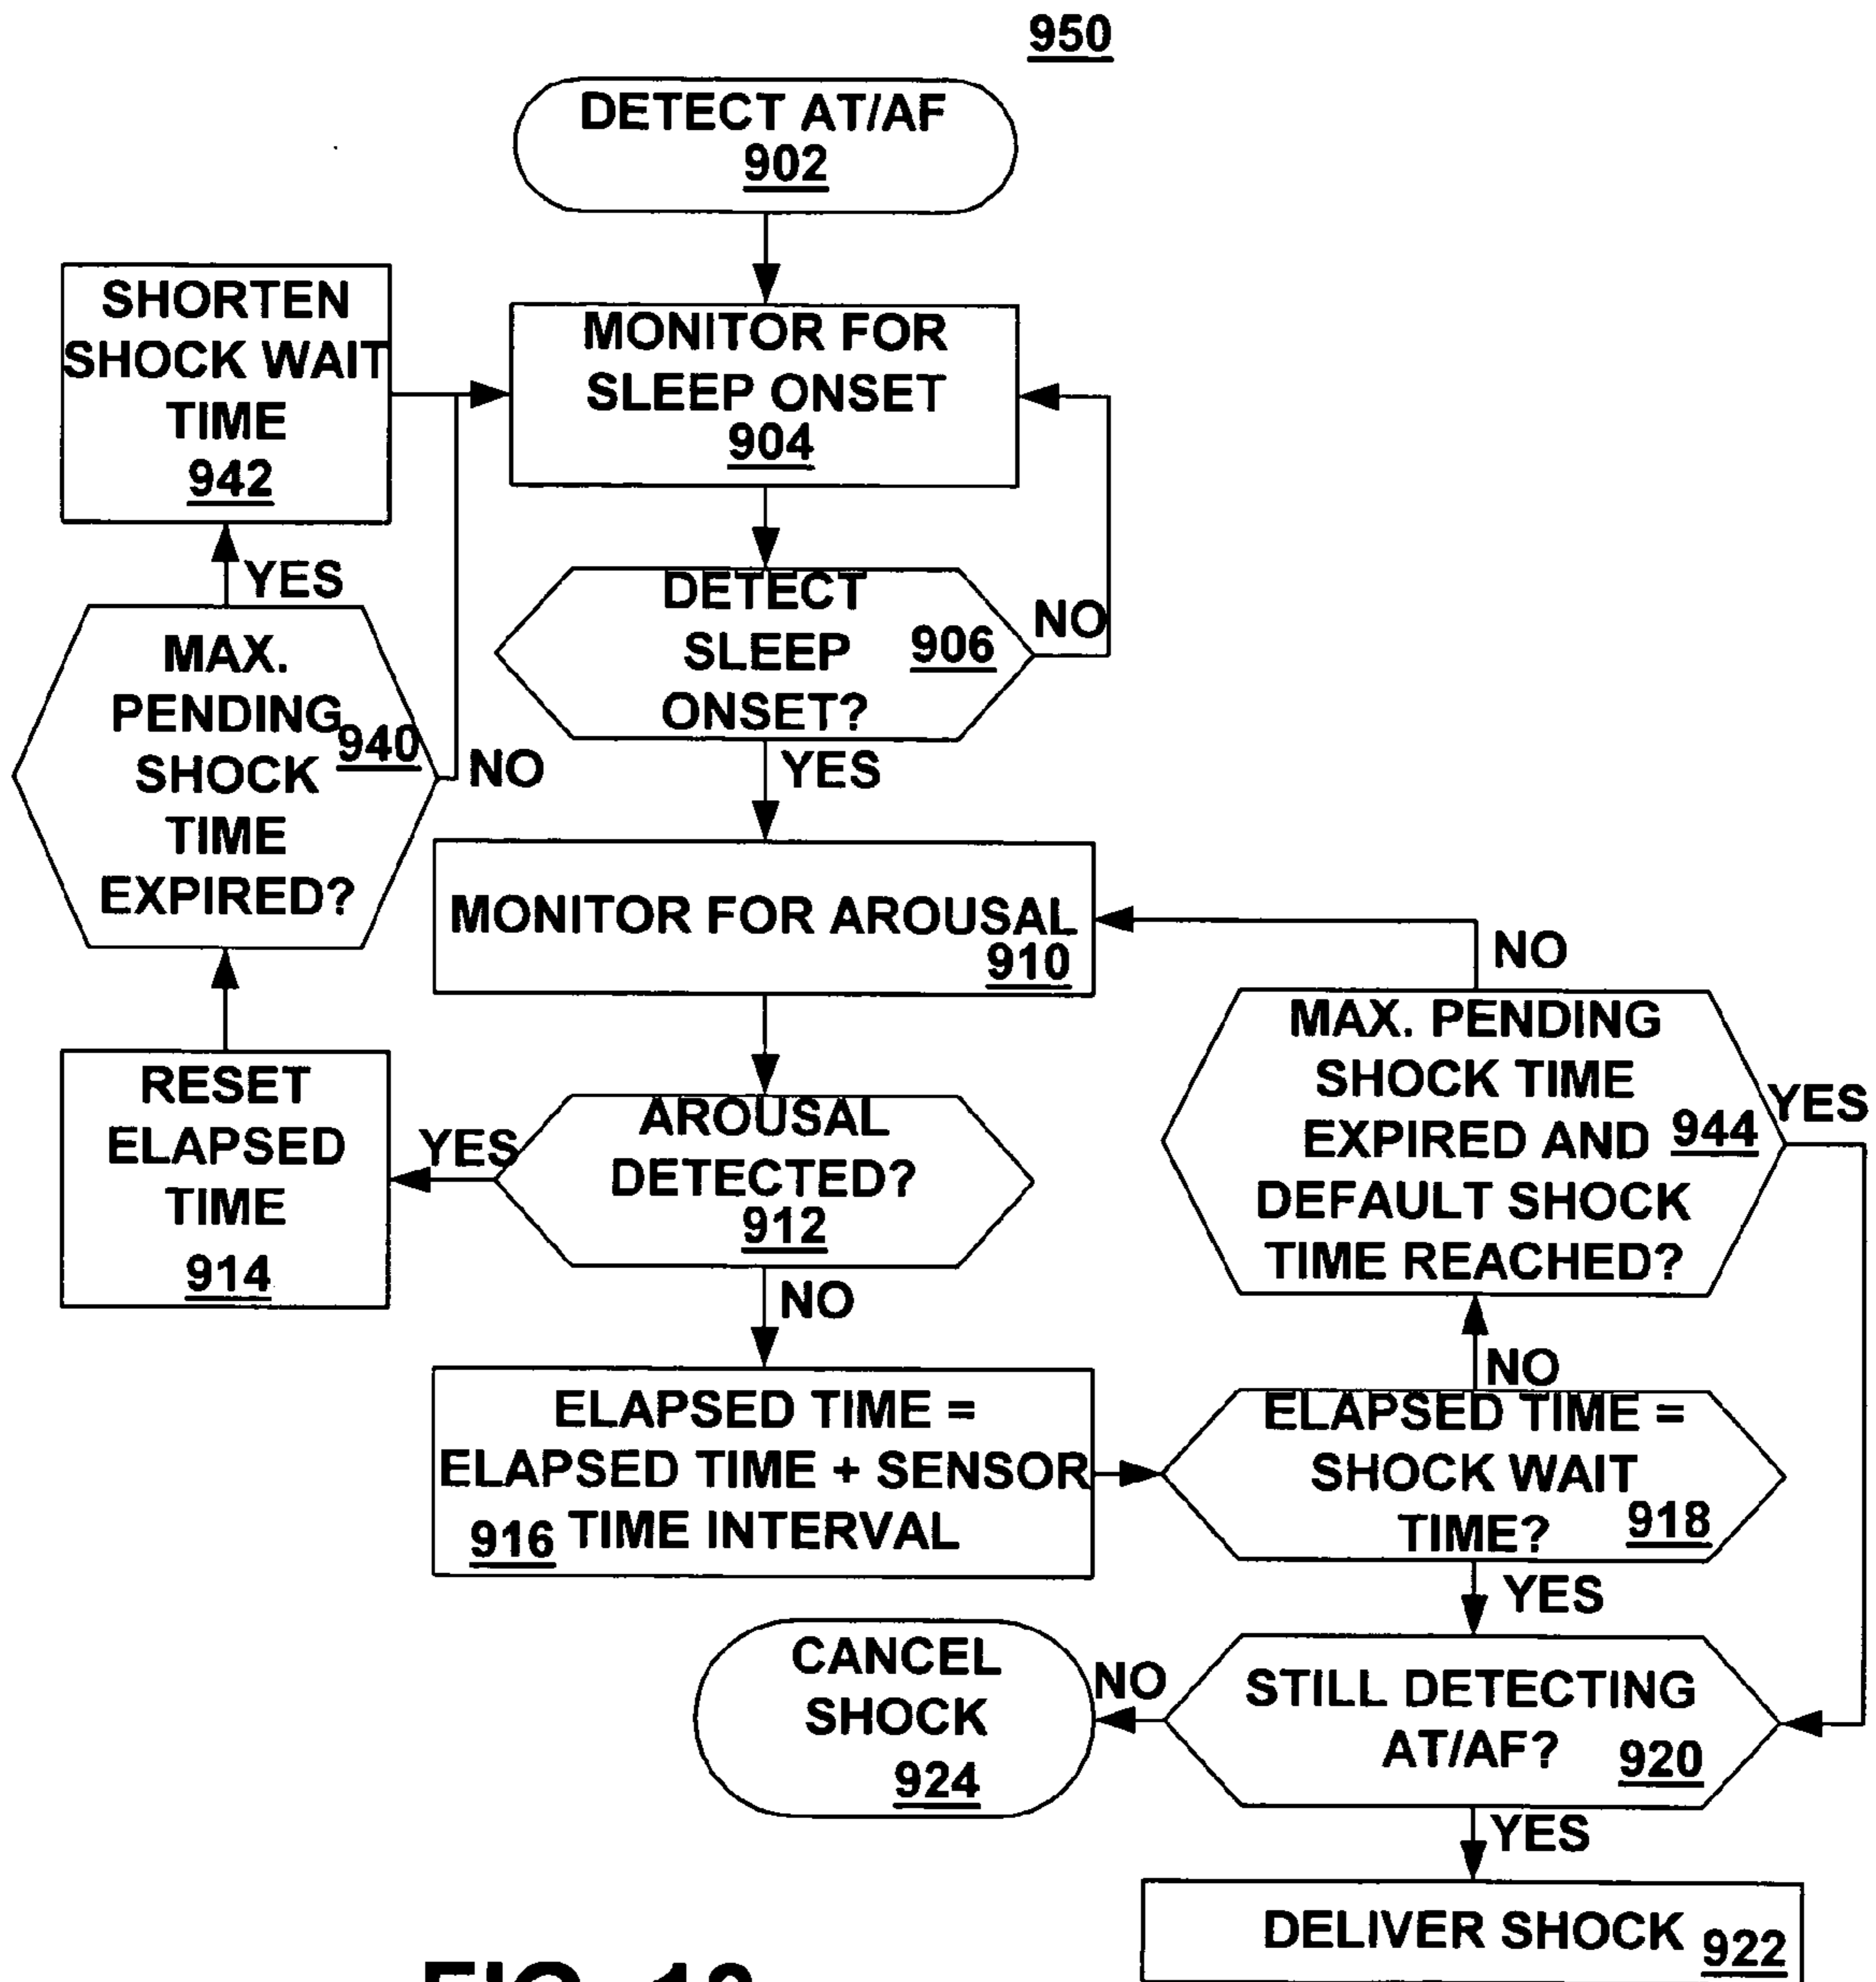 950
DETECT AT/AF
902
SHORTEN
SHOCK WAIT
TIME
942
MONITOR FOR
SLEEP ONSET
904
YES
DETECT
SLEEP
ONSET?
906
NO
MAX.
PENDING
SHOCK
TIME
EXPIRED?
940
NO
YES
MONITOR FOR AROUSAL
910
NO
RESET
ELAPSED
TIME
914
YES
AROUSAL
DETECTED?
912
MAX. PENDING
SHOCK TIME
EXPIRED AND
DEFAULT SHOCK
TIME REACHED?
944
YES
NO
NO
ELAPSED TIME =
ELAPSED TIME + SENSOR
916 TIME INTERVAL
ELAPSED TIME =
SHOCK WAIT
TIME?
918
YES
CANCEL
SHOCK
924
NO
STILL DETECTING
AT/AF?
920
YES
DELIVER SHOCK
922